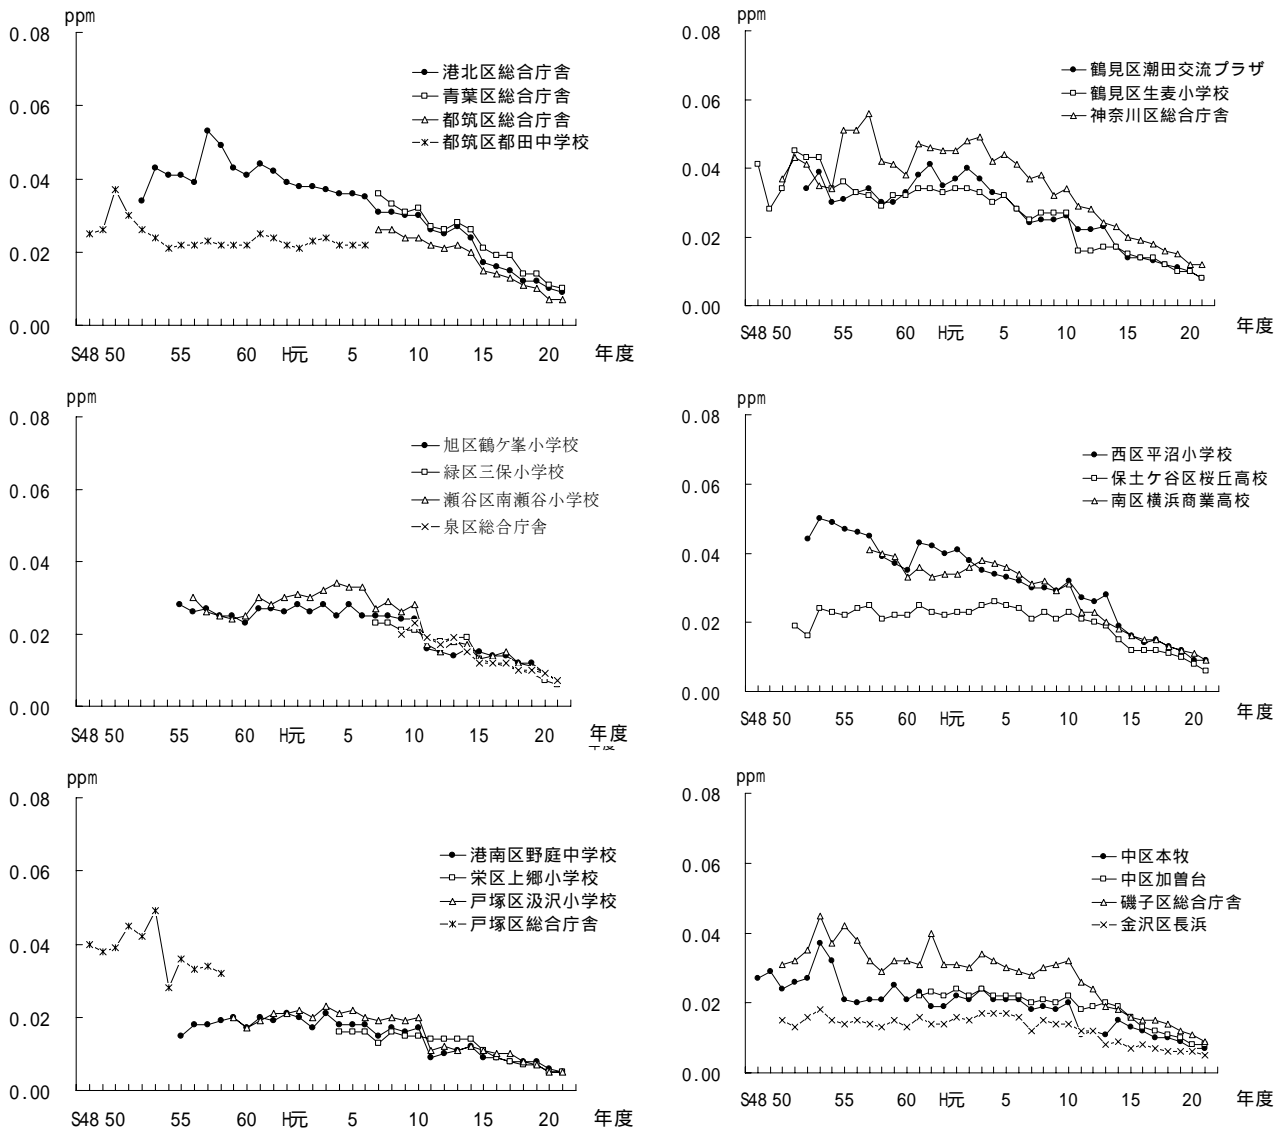 ppm
0.08
0.06
0.04
0.02
0.00
港北区総合庁舎
青葉区総合庁舎
都筑区総合庁舎
都筑区都田中学校
S48 50 55 60 H元 5 10 15 20 年度
ppm
0.08
0.06
0.04
0.02
0.00
鶴見区潮田交流プラザ
鶴見区生麦小学校
神奈川区総合庁舎
S48 50 55 60 H元 5 10 15 20 年度
ppm
0.08
0.06
0.04
0.02
0.00
旭区鶴ケ峯小学校
緑区三保小学校
瀬谷区南瀬谷小学校
泉区総合庁舎
S48 50 55 60 H元 5 10 15 20 年度
年度
ppm
0.08
0.06
0.04
0.02
0.00
西区平沼小学校
保土ケ谷区桜丘高校
南区横浜商業高校
S48 50 55 60 H元 5 10 15 20 年度
ppm
0.08
0.06
0.04
0.02
0.00
港南区野庭中学校
栄区上郷小学校
戸塚区汲沢小学校
戸塚区総合庁舎
S48 50 55 60 H元 5 10 15 20 年度
ppm
0.08
0.06
0.04
0.02
0.00
中区本牧
中区加曽台
磯子区総合庁舎
金沢区長浜
S48 50 55 60 H元 5 10 15 20 年度